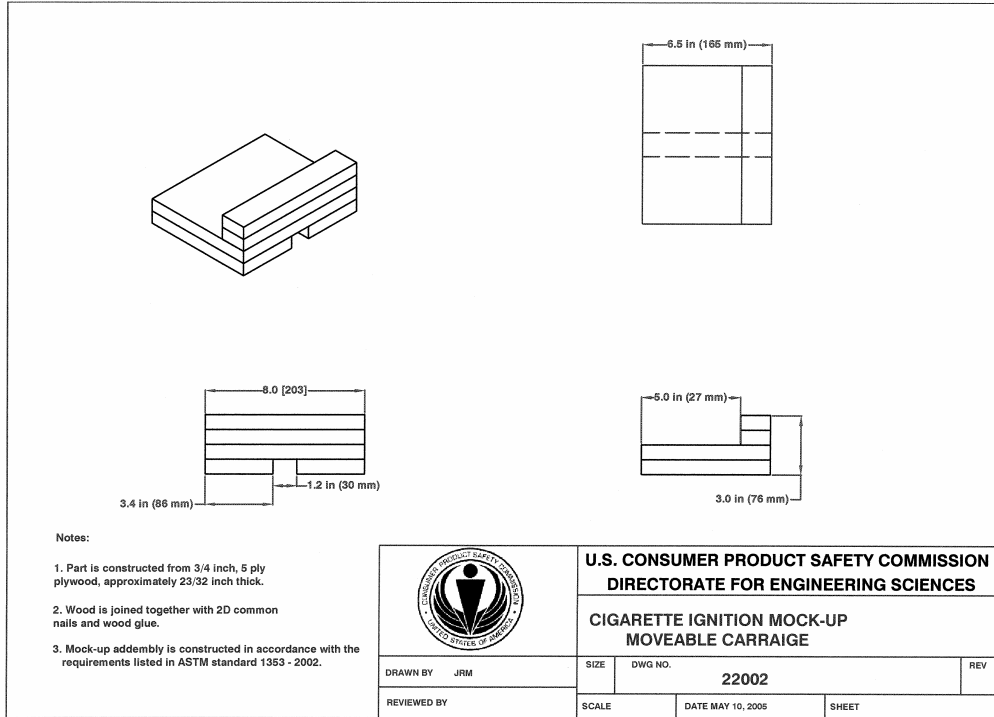 6.5 in (165 mm)
8.0 [203]
1.2 in (30 mm)
3.4 in (86 mm)
5.0 in (27 mm)
3.0 in (76 mm)
Notes:
1. Part is constructed from 3/4 inch, 5 ply
plywood, approximately 23/32 inch thick.
2. Wood is joined together with 2D common
nails and wood glue.
3. Mock-up addembly is constructed in accordance with the
requirements listed in ASTM standard 1353 - 2002.
CONSUMER PRODUCT SAFETY COMMISSION
UNITED STATES OF AMERICA
U.S. CONSUMER PRODUCT SAFETY COMMISSION
DIRECTORATE FOR ENGINEERING SCIENCES
CIGARETTE IGNITION MOCK-UP
MOVEABLE CARRAIGE
SIZE DWG NO. REV
22002
DRAWN BY JRM
REVIEWED BY
SCALE DATE MAY 10, 2005 SHEET